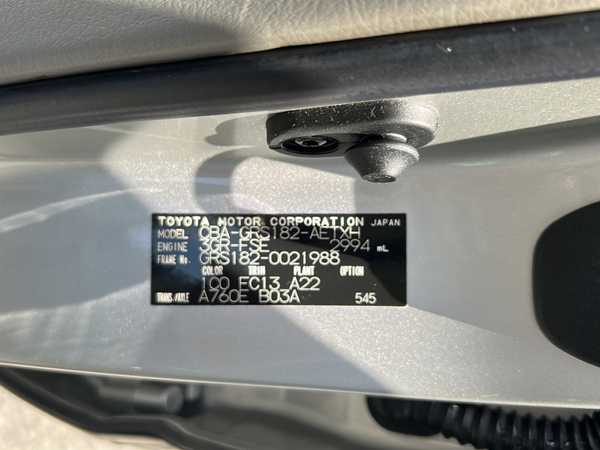 TOYOTA MOTOR CORPORATION JAPAN
MODEL CBA-GRS182-AETXH
ENGINE 3GR-FSE 2994 mL
FRAME No. GRS182-0021988
COLOR TRIM PLANT OPTION
1C0 FC13 A22
TRANS./AXLE A760E B03A 545